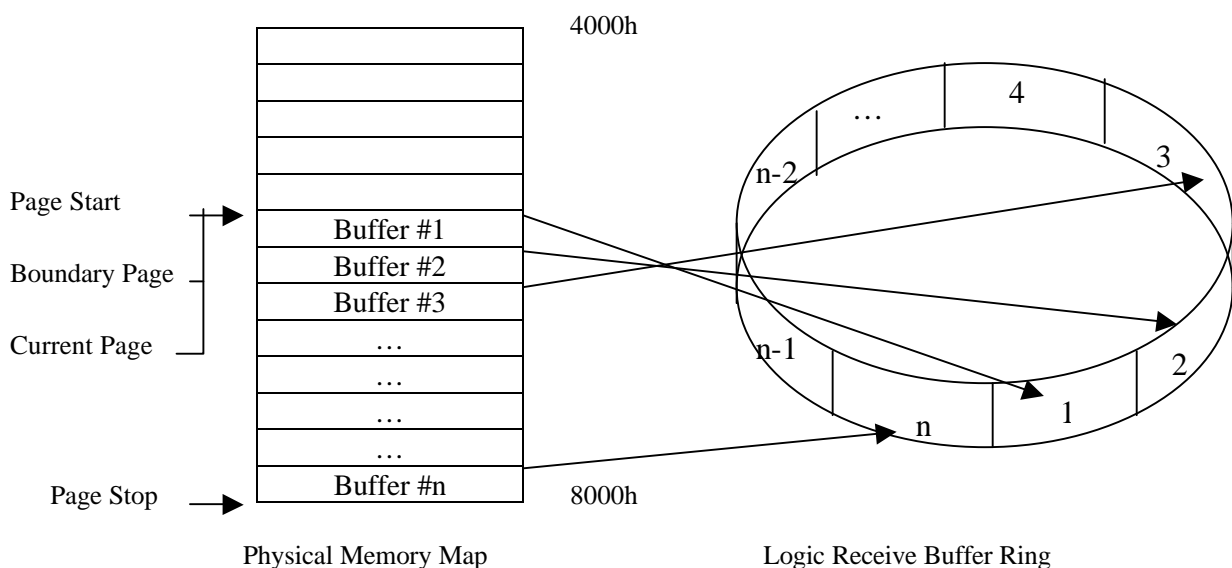 4000h
4
…
3
n-2
Page Start
Buffer #1
Boundary Page
Buffer #2
Buffer #3
Current Page
…
n-1
2
…
…
1
n
…
Page Stop
Buffer #n
8000h
Physical Memory Map
Logic Receive Buffer Ring